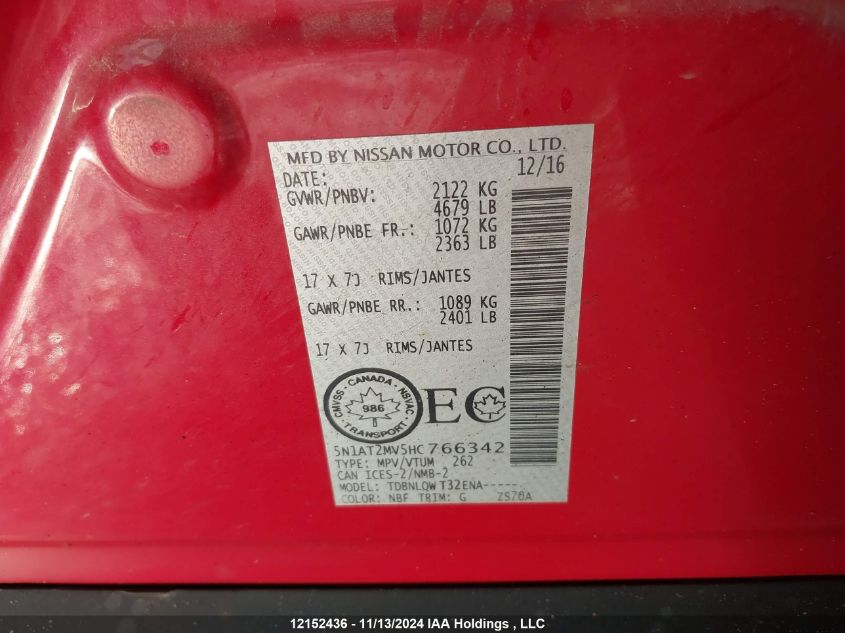 MFD BY NISSAN MOTOR CO., LTD.
DATE: 12/16
GVWR/PNBV: 2122 KG
4679 LB
GAWR/PNBE FR.: 1072 KG
2363 LB
17 X 7J RIMS/JANTES
GAWR/PNBE RR.: 1089 KG
2401 LB
17 X 7J RIMS/JANTES
CMVSS - CANADA - NSVAC
986
TRANSPORT
EC
5N1AT2MV5HC766342
TYPE: MPV/VTUM 262
CAN ICES-2/NMB-2
MODEL: TDBNLQW T32ENA-----
COLOR: NBF TRIM: G
12152436 - 11/13/2024 IAA Holdings , LLC